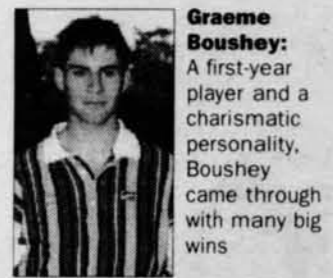 Graeme
Boushey:
A first-year
player and a
charismatic
personality,
Boushey
came through
with many big
wins